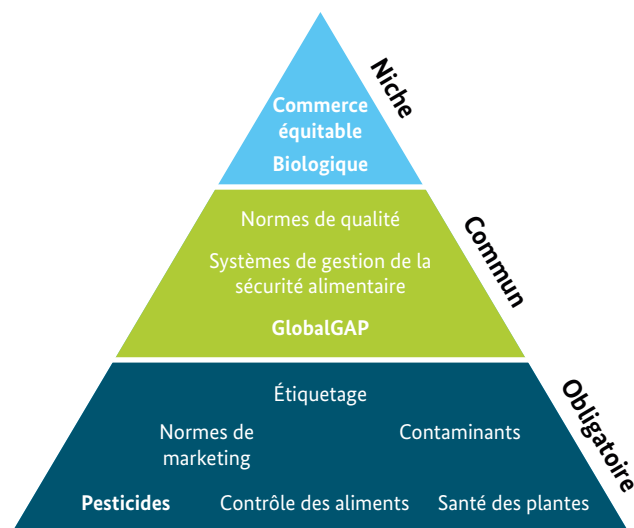 Niche
Commerce
équitable
Biologique
Commun
Normes de qualité
Systèmes de gestion de la
sécurité alimentaire
GlobalGAP
Obligatoire
Étiquetage
Normes de
marketing
Contaminants
Pesticides
Contrôle des aliments
Santé des plantes